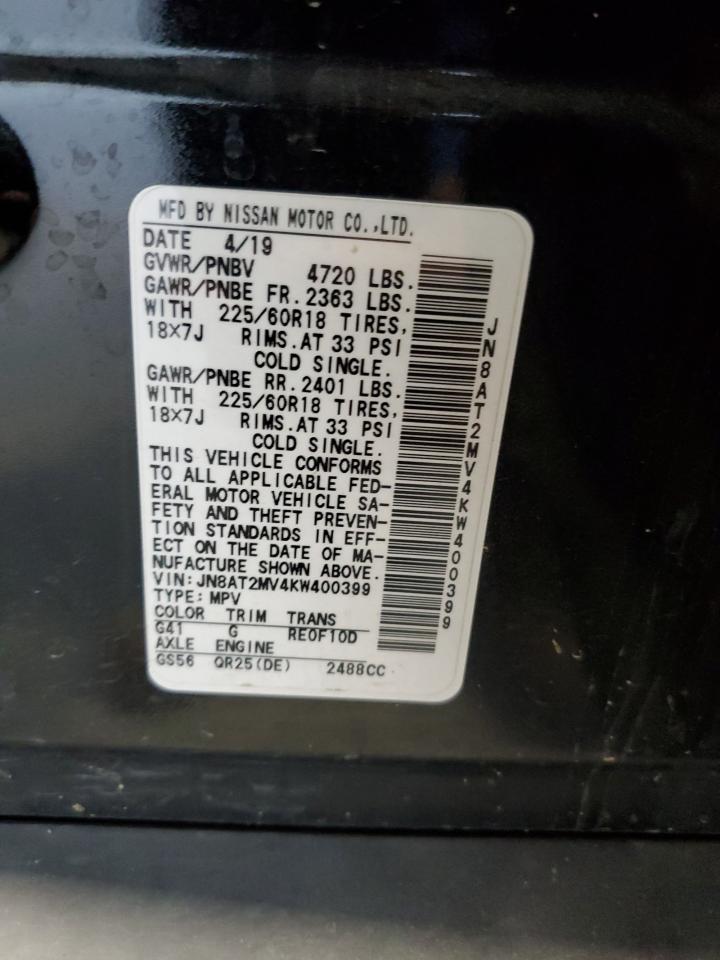 MFD BY NISSAN MOTOR CO.,LTD.
DATE 4/19
GVWR/PNBV 4720 LBS.
GAWR/PNBE FR. 2363 LBS.
WITH 225/60R18 TIRES,
18×7J RIMS. AT 33 PSI
COLD SINGLE.
GAWR/PNBE RR. 2401 LBS.
WITH 225/60R18 TIRES,
18×7J RIMS. AT 33 PSI
COLD SINGLE.
THIS VEHICLE CONFORMS
TO ALL APPLICABLE FED-
ERAL MOTOR VEHICLE SA-
FETY AND THEFT PREVEN-
TION STANDARDS IN EFF-
ECT ON THE DATE OF MA-
NUFACTURE SHOWN ABOVE.
VIN: JN8AT2MV4KW400399
TYPE: MPV
COLOR TRIM TRANS
G41 G RE0F10D
AXLE ENGINE
GS56 QR25(DE) 2488CC
JN8AT2MV4KW400399